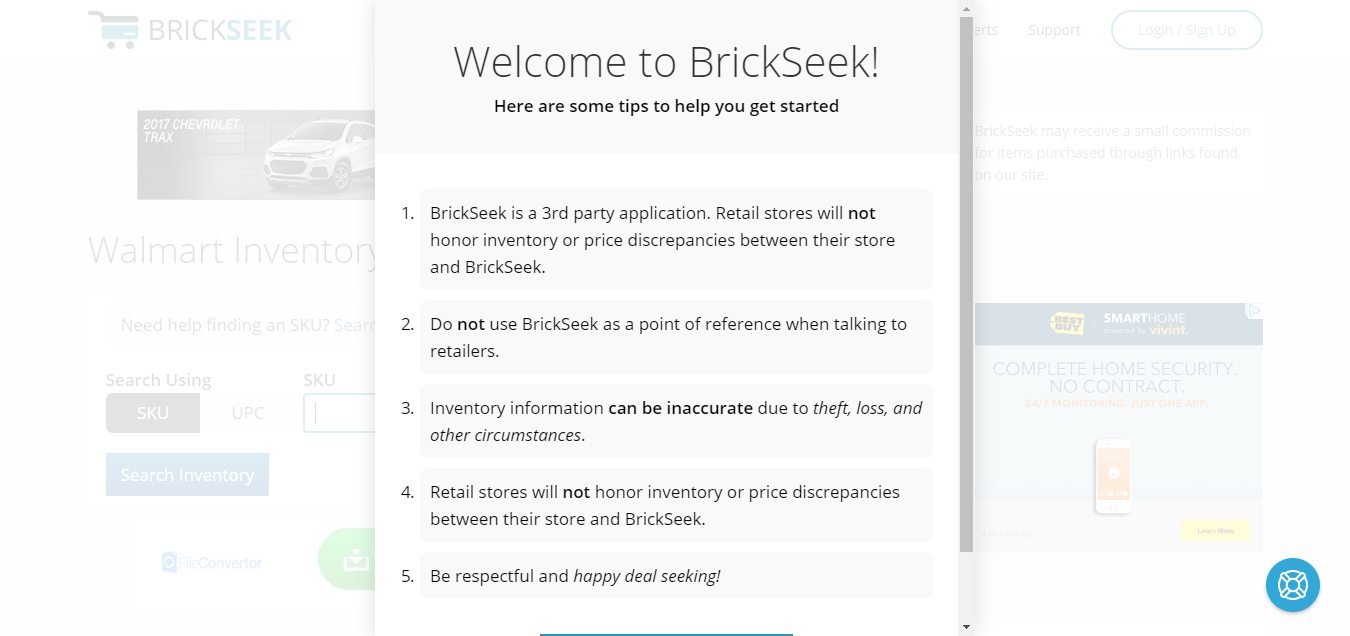 BRICKSEEK
erts
Support
Login / Sign Up
Welcome to BrickSeek!
Here are some tips to help you get started
2017 CHEVROLET
TRAX
BrickSeek may receive a small commission
for items purchased through links found
on our site.
1. BrickSeek is a 3rd party application. Retail stores will not
honor inventory or price discrepancies between their store
and BrickSeek.
2. Do not use BrickSeek as a point of reference when talking to
retailers.
3. Inventory information can be inaccurate due to theft, loss, and
other circumstances.
4. Retail stores will not honor inventory or price discrepancies
between their store and BrickSeek.
5. Be respectful and happy deal seeking!
Walmart Inventory
Need help finding an SKU? Searc
Search Using
SKU
SKU
UPC
Search Inventory
FileConvertor
BEST BUY
SMARTHOME
powered by vivint.
COMPLETE HOME SECURITY.
NO CONTRACT.
24/7 MONITORING. JUST ONE APP.
Learn More